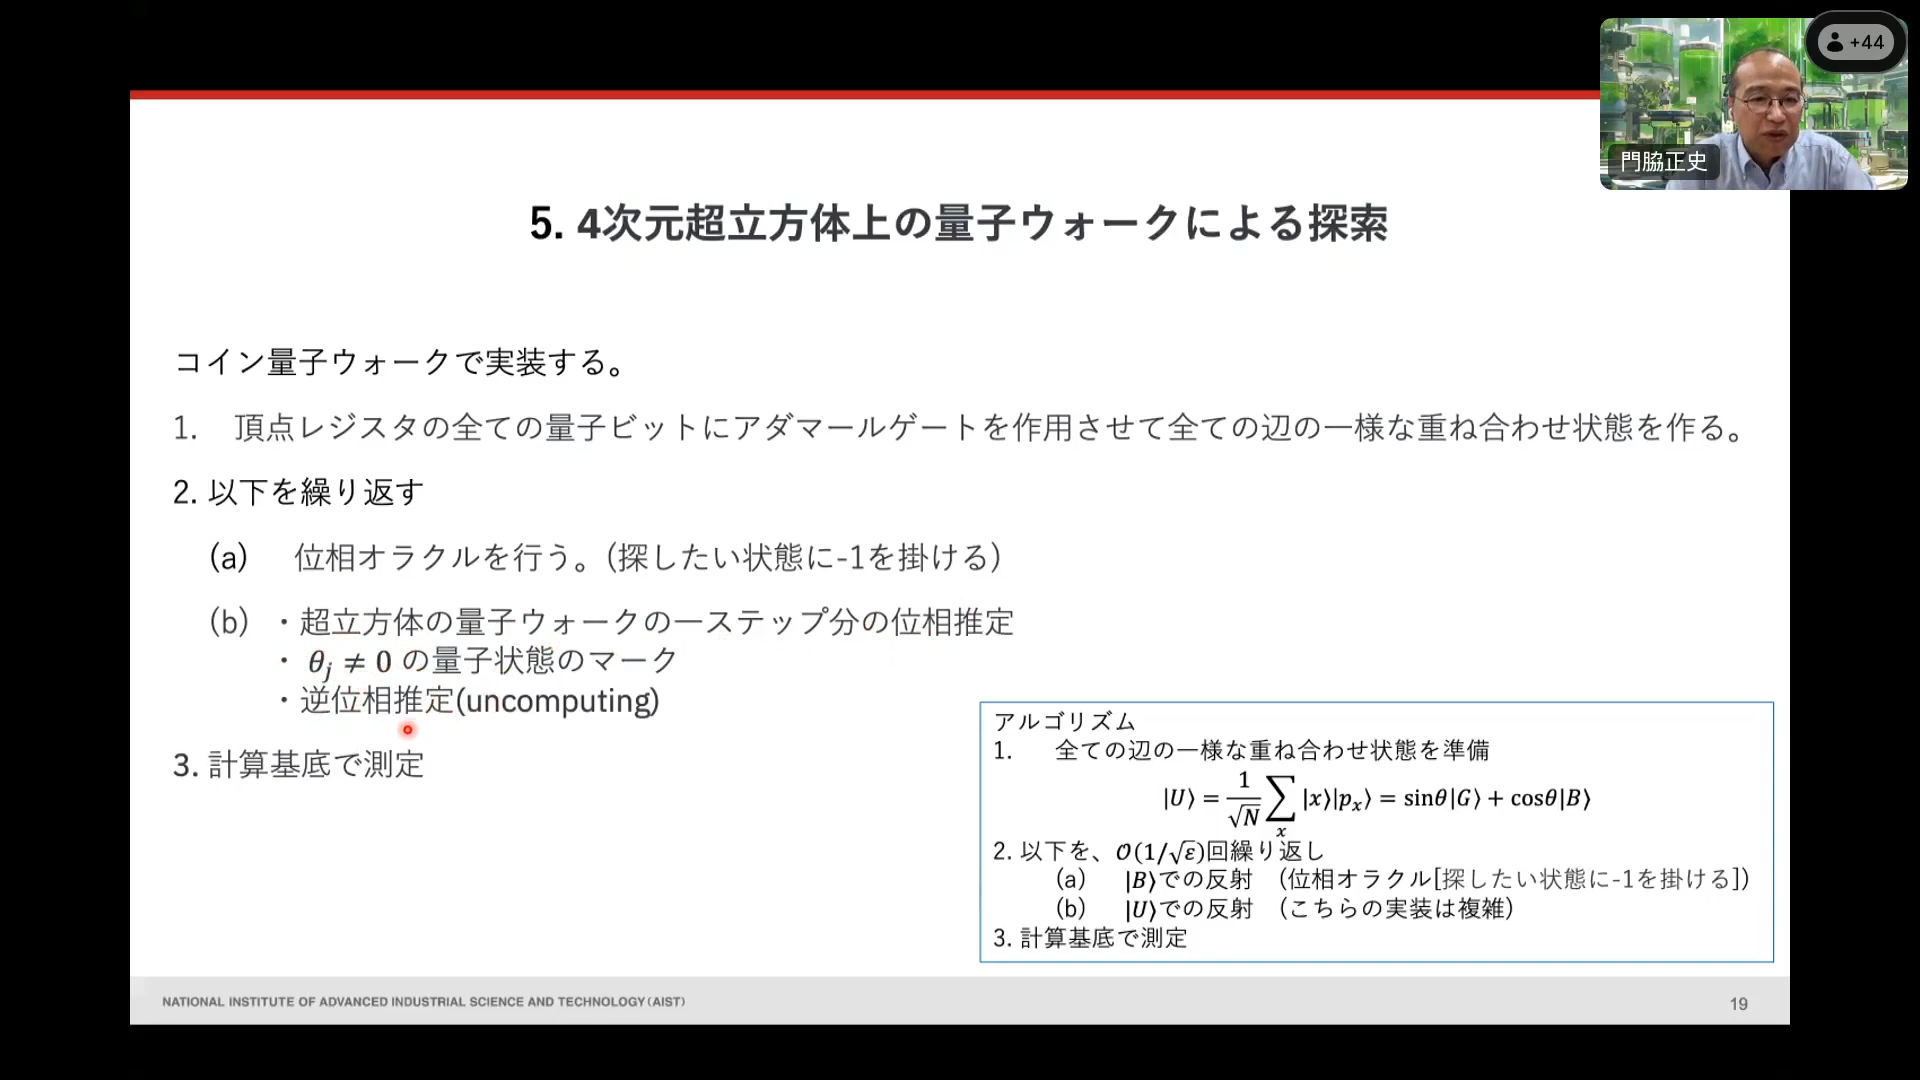 +44
門脇正史
5. 4次元超立方体上の量子ウォークによる探索
コイン量子ウォークで実装する。
1. 頂点レジスタの全ての量子ビットにアダマールゲートを作用させて全ての辺の一様な重ね合わせ状態を作る。
2. 以下を繰り返す
(a) 位相オラクルを行う。(探したい状態に-1を掛ける)
(b) ・超立方体の量子ウォークの一ステップ分の位相推定
・ θ_j ≠ 0 の量子状態のマーク
・逆位相推定(uncomputing)
3. 計算基底で測定
アルゴリズム
1. 全ての辺の一様な重ね合わせ状態を準備
|U⟩ = 1/√N ∑_x |x⟩|p_x⟩ = sinθ|G⟩ + cosθ|B⟩
2. 以下を、𝒪(1/√ε)回繰り返し
(a) |B⟩での反射 (位相オラクル[探したい状態に-1を掛ける])
(b) |U⟩での反射 (こちらの実装は複雑)
3. 計算基底で測定
NATIONAL INSTITUTE OF ADVANCED INDUSTRIAL SCIENCE AND TECHNOLOGY (AIST)
19